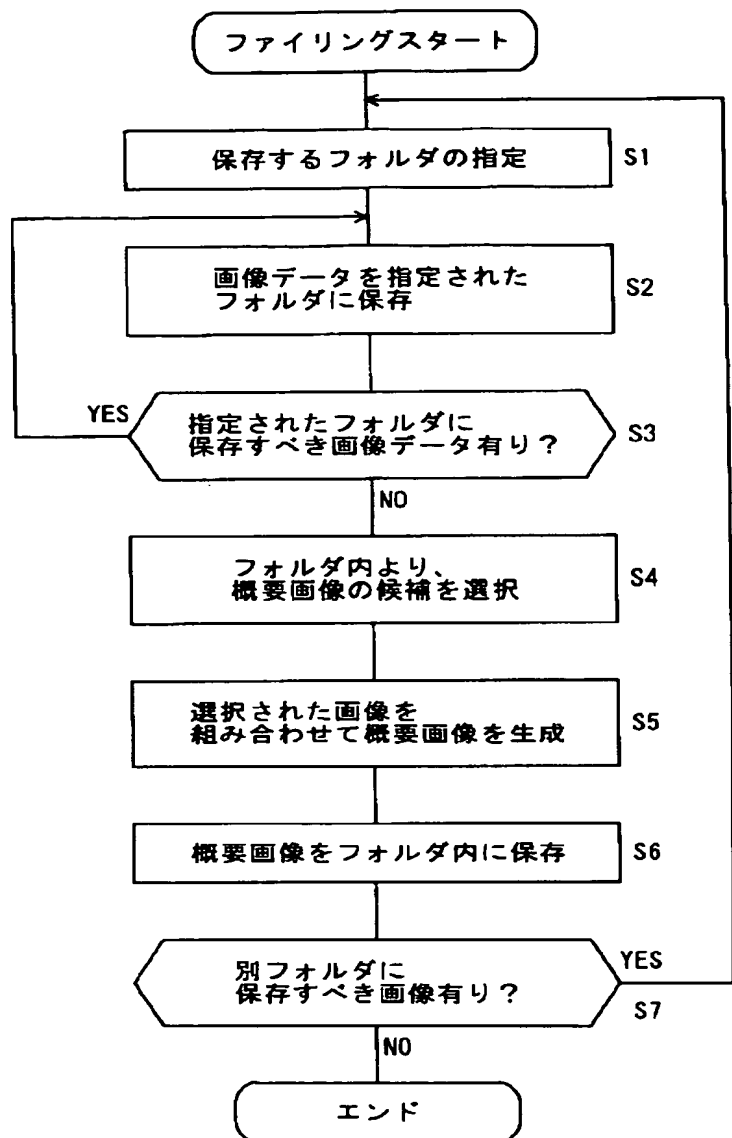 ファイリングスタート
保存するフォルダの指定
S1
画像データを指定された
フォルダに保存
S2
YES
指定されたフォルダに
保存すべき画像データ有り？
S3
NO
フォルダ内より、
概要画像の候補を選択
S4
選択された画像を
組み合わせて概要画像を生成
S5
概要画像をフォルダ内に保存
S6
別フォルダに
保存すべき画像有り？
YES
S7
NO
エンド